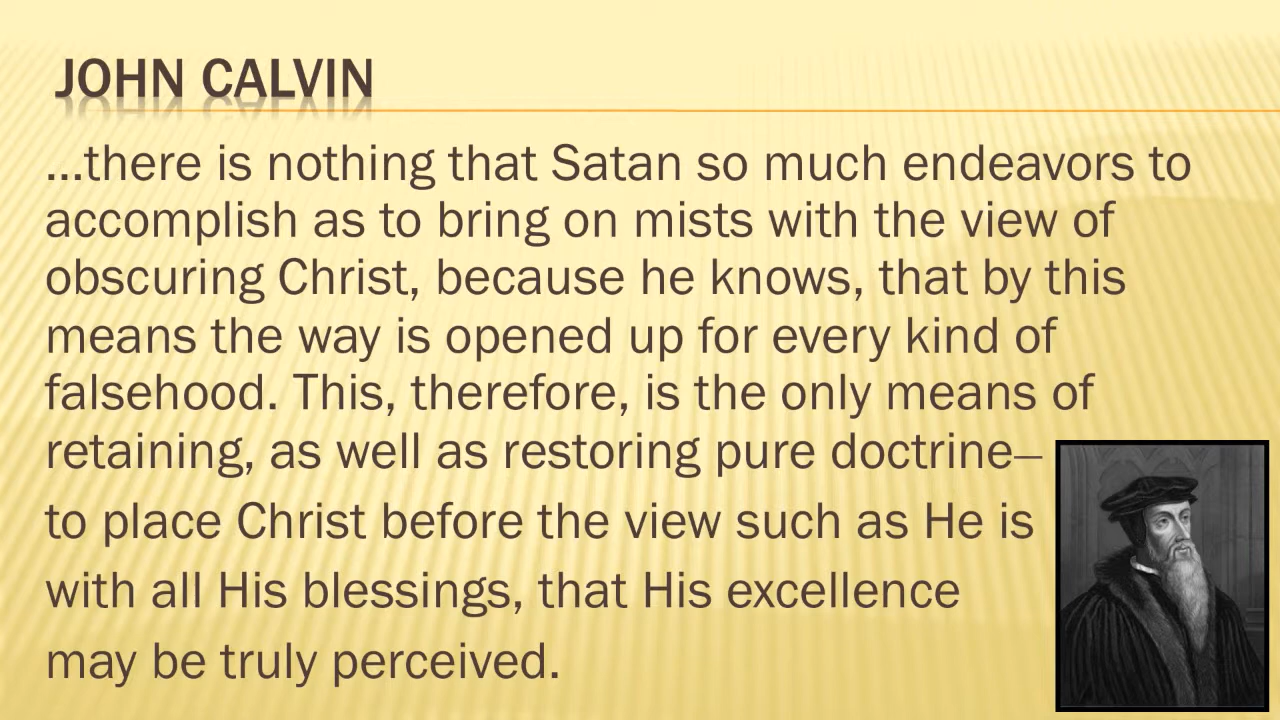 JOHN CALVIN
…there is nothing that Satan so much endeavors to
accomplish as to bring on mists with the view of
obscuring Christ, because he knows, that by this
means the way is opened up for every kind of
falsehood. This, therefore, is the only means of
retaining, as well as restoring pure doctrine–
to place Christ before the view such as He is
with all His blessings, that His excellence
may be truly perceived.